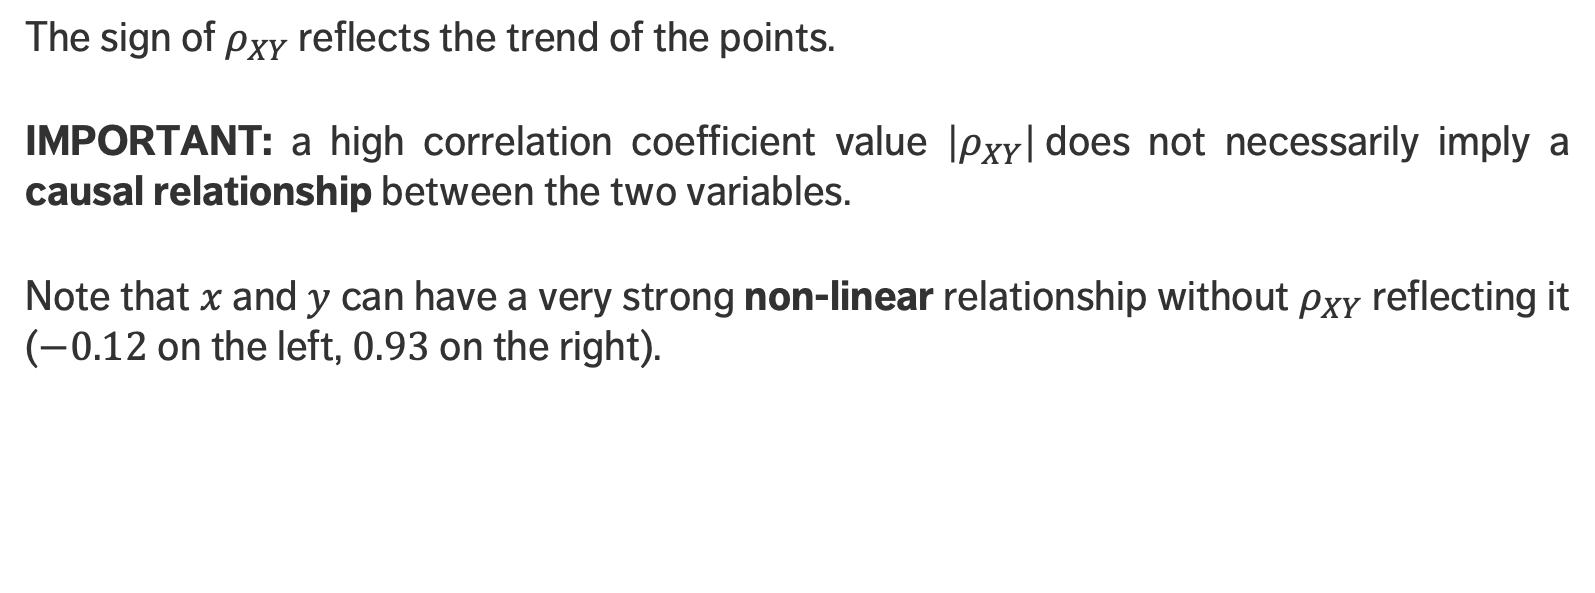 The sign of ρXY reflects the trend of the points.
IMPORTANT: a high correlation coefficient value |ρXY| does not necessarily imply a
causal relationship between the two variables.
Note that x and y can have a very strong non-linear relationship without ρXY reflecting it
(−0.12 on the left, 0.93 on the right).